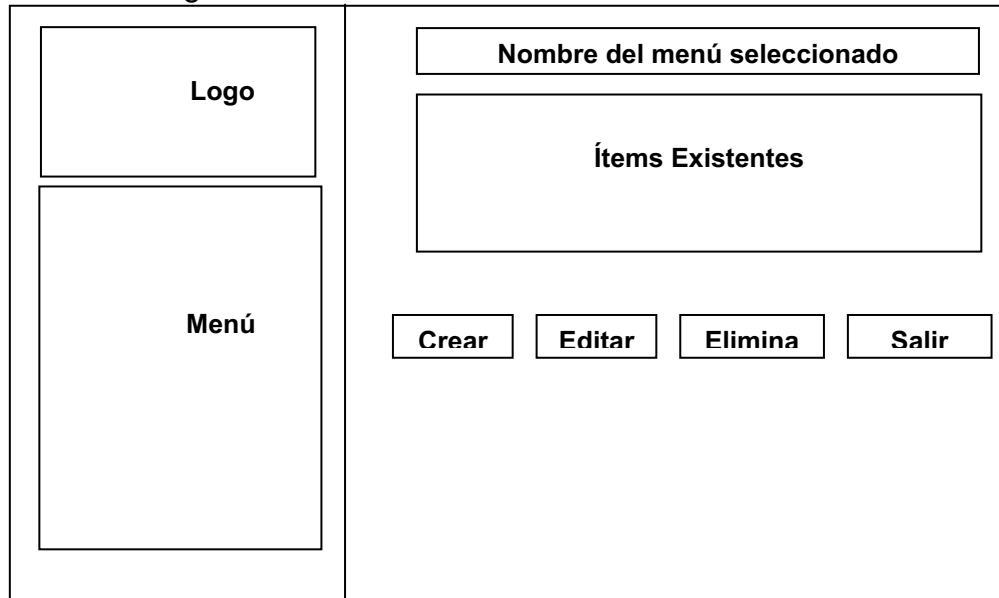 Logo
Menú
Nombre del menú seleccionado
Ítems Existentes
Crear
Editar
Elimina
Salir